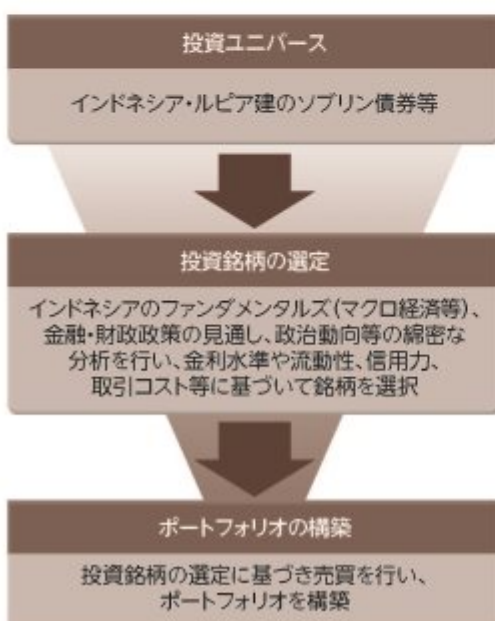 投資ユニバース
インドネシア・ルピア建のソブリン債券等
投資銘柄の選定
インドネシアのファンダメンタルズ(マクロ経済等)、
金融・財政政策の見通し、政治動向等の綿密な
分析を行い、金利水準や流動性、信用力、
取引コスト等に基づいて銘柄を選択
ポートフォリオの構築
投資銘柄の選定に基づき売買を行い、
ポートフォリオを構築